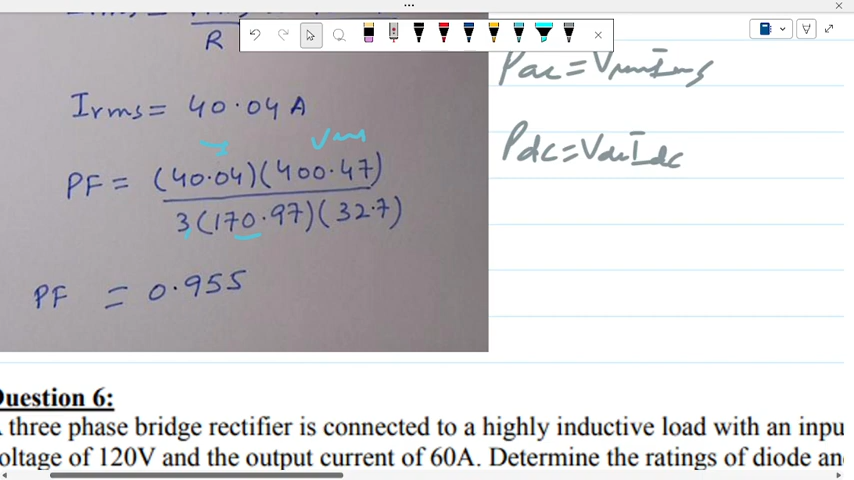 R
Irms = 40.04 A
Vrms
PF = (40.04)(400.47)
3(170.97)(32.7)
PF = 0.955
Pac = Vrms Irms
Pdc = Vdc Idc
Question 6:
three phase bridge rectifier is connected to a highly inductive load with an inpu
oltage of 120V and the output current of 60A. Determine the ratings of diode an